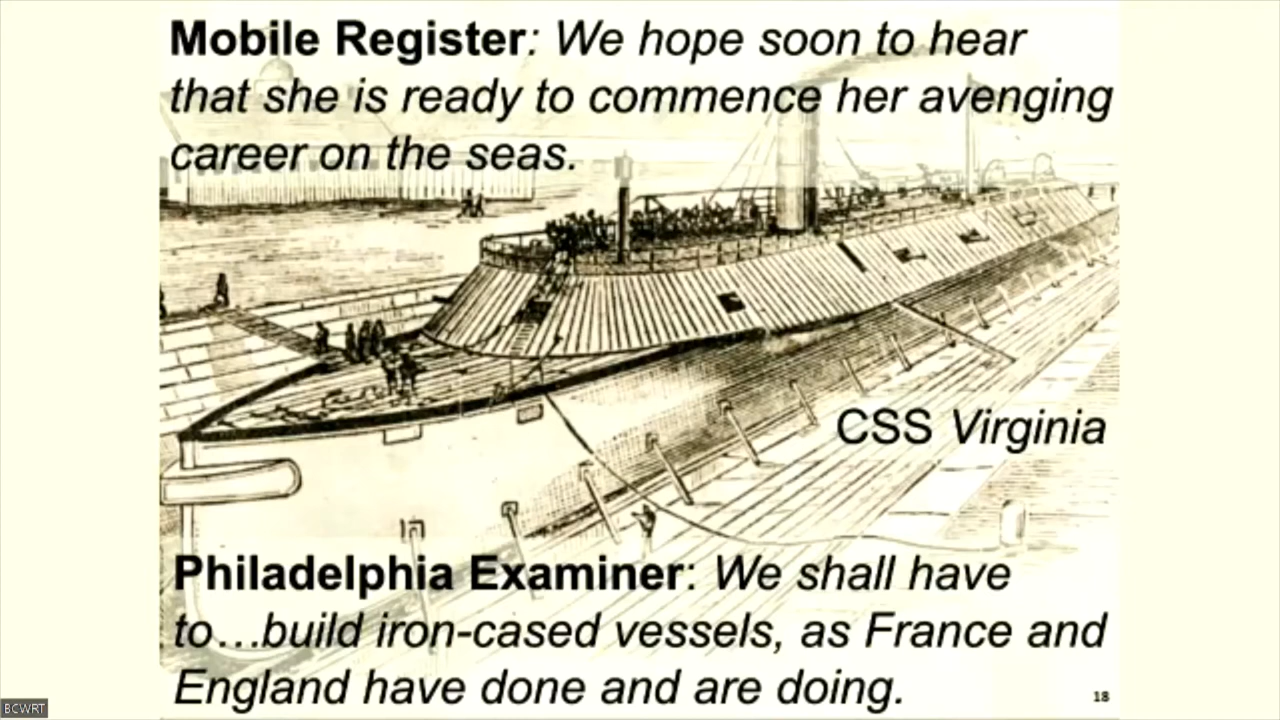 Mobile Register: We hope soon to hear
that she is ready to commence her avenging
career on the seas.
CSS Virginia
Philadelphia Examiner: We shall have
to…build iron-cased vessels, as France and
England have done and are doing.
18
BCWRT